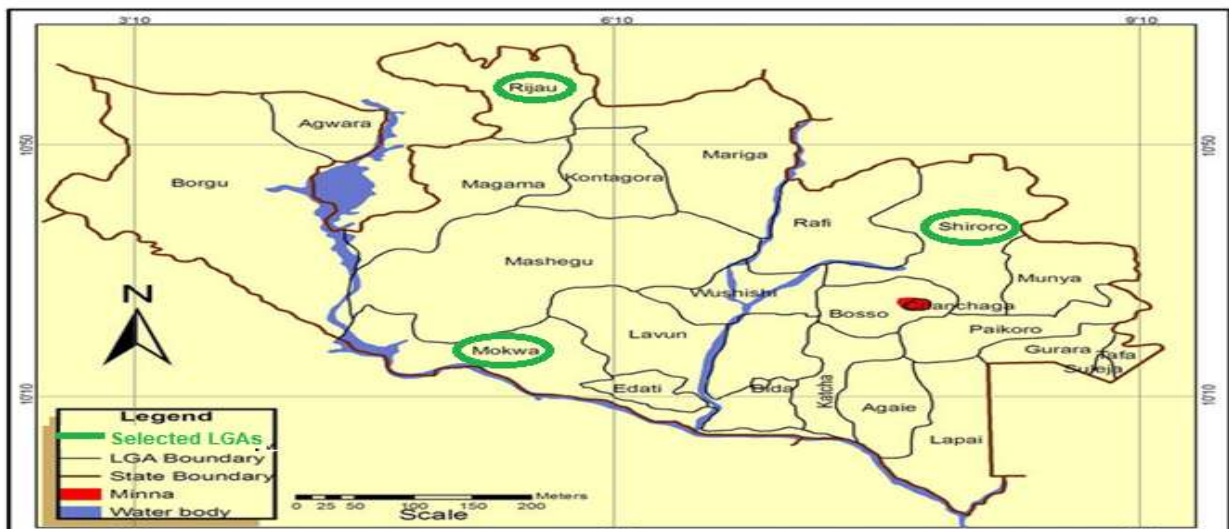 3'10 6'10 9'10
Rijau
Agwara
10'50 10'50
Mariga
Borgu Magama Kontagora
Rafi Shiroro
Mashegu Munya
N
Wushishi
Bosso Chanchaga
Lavun Paikoro
Mokwa Gurara Tafa
Suleja
Edati Bida Katcha
10'10 10'10
Agaie
Lapai
Legend
Selected LGAs
LGA Boundary
State Boundary
Minna
Water body
Meters
0 25 50 100 150 200
Scale